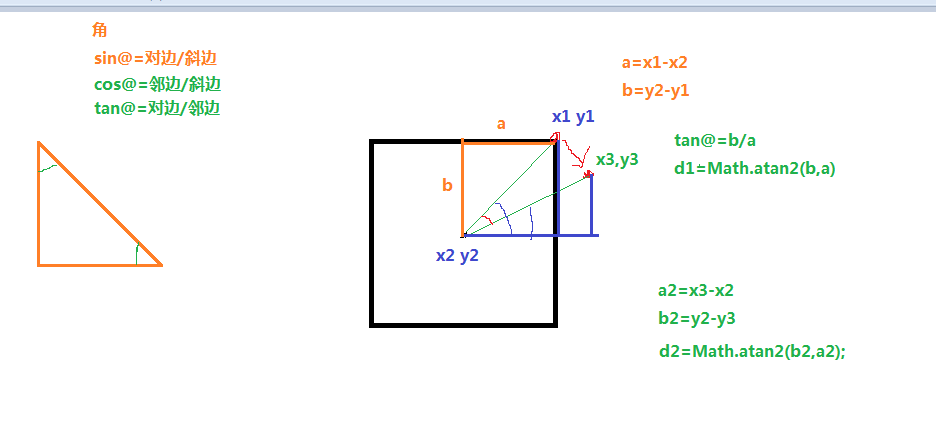 角
sin@=对边/斜边
cos@=邻边/斜边
tan@=对边/邻边
a=x1-x2
b=y2-y1
a
x1 y1
tan@=b/a
x3,y3
d1=Math.atan2(b,a)
b
x2 y2
a2=x3-x2
b2=y2-y3
d2=Math.atan2(b2,a2);